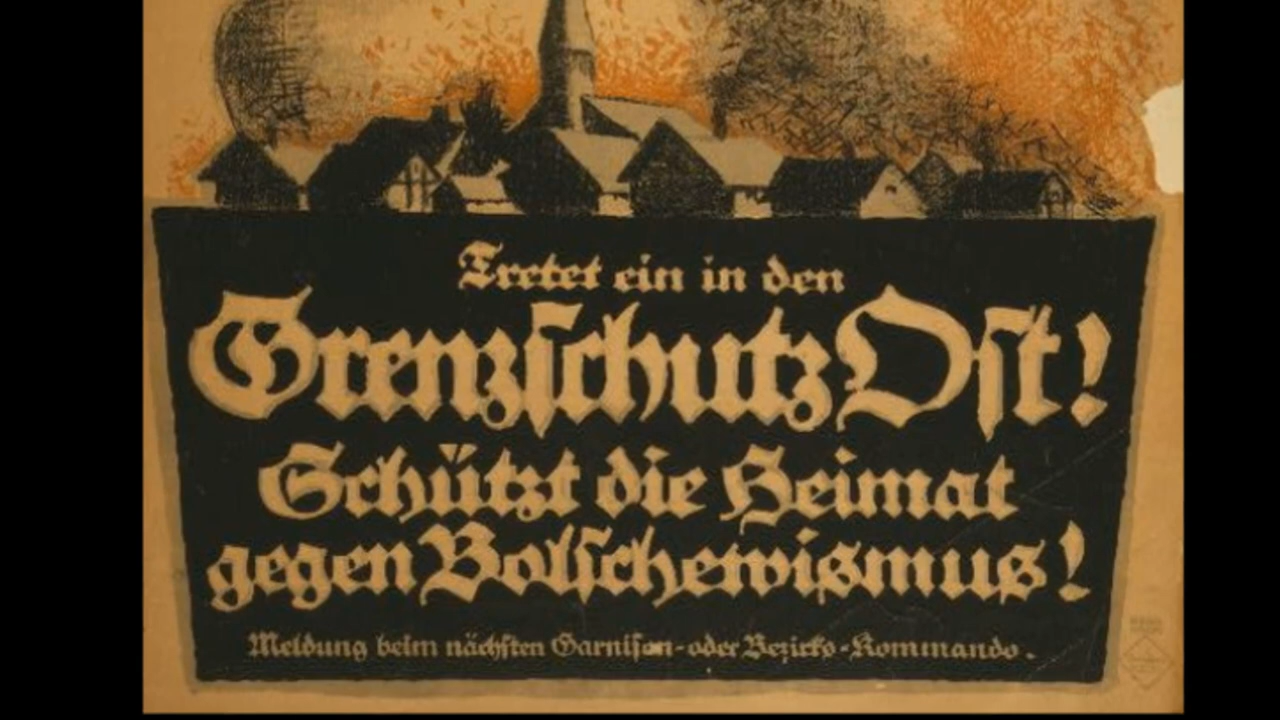 Tretet ein in den
Grenzschutz Ost!
Schützt die Heimat
gegen Bolschewismus!
Meldung beim nächsten Garnison- oder Bezirks-Kommando.